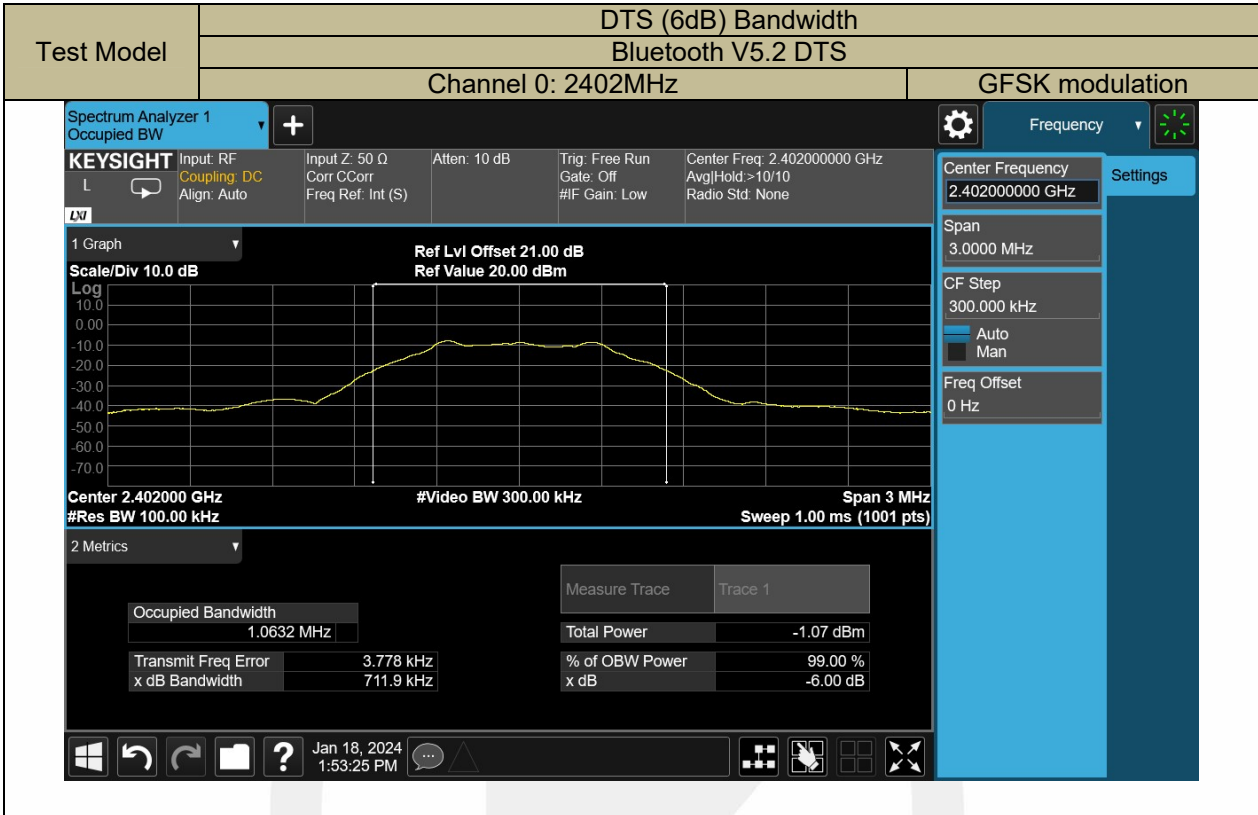 Test Model
DTS (6dB) Bandwidth
Bluetooth V5.2 DTS
Channel 0: 2402MHz
GFSK modulation
Spectrum Analyzer 1
Occupied BW
Frequency
KEYSIGHT
L
LXI
Input: RF
Coupling: DC
Align: Auto
Input Z: 50 Ω
Corr CCorr
Freq Ref: Int (S)
Atten: 10 dB
Trig: Free Run
Gate: Off
#IF Gain: Low
Center Freq: 2.402000000 GHz
Avg|Hold:>10/10
Radio Std: None
Center Frequency
2.402000000 GHz
Settings
Span
3.0000 MHz
CF Step
300.000 kHz
Auto
Man
Freq Offset
0 Hz
1 Graph
Ref Lvl Offset 21.00 dB
Scale/Div 10.0 dB
Ref Value 20.00 dBm
Log
10.0
0.00
-10.0
-20.0
-30.0
-40.0
-50.0
-60.0
-70.0
Center 2.402000 GHz
#Video BW 300.00 kHz
Span 3 MHz
#Res BW 100.00 kHz
Sweep 1.00 ms (1001 pts)
2 Metrics
Measure Trace
Trace 1
Occupied Bandwidth
1.0632 MHz
Total Power
-1.07 dBm
Transmit Freq Error
3.778 kHz
% of OBW Power
99.00 %
x dB Bandwidth
711.9 kHz
x dB
-6.00 dB
?
Jan 18, 2024
1:53:25 PM